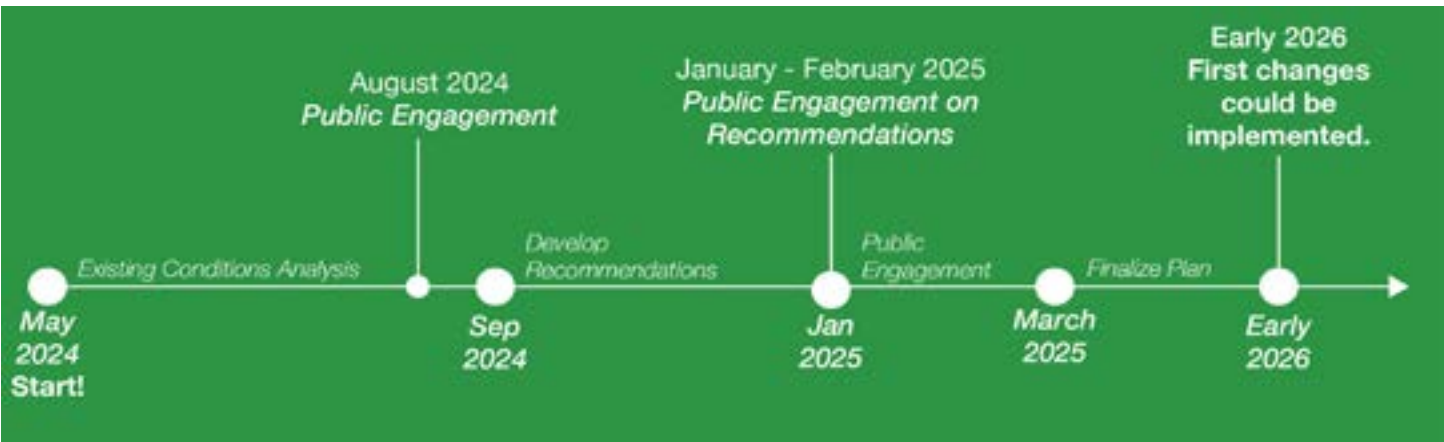 Early 2026
First changes
could be
implemented.
January - February 2025
Public Engagement on
Recommendations
August 2024
Public Engagement
Existing Conditions Analysis
Develop
Recommendations
Public
Engagement
Finalize Plan
May
2024
Start!
Sep
2024
Jan
2025
March
2025
Early
2026